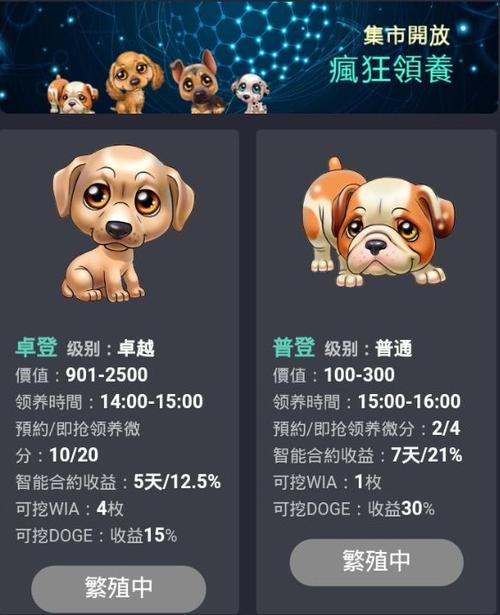 集市開放
瘋狂領養
卓登 级别：卓越
價值：901-2500
领养時間：14:00-15:00
預約/即抢领养微
分：10/20
智能合約收益：5天/12.5%
可挖WIA：4枚
可挖DOGE：收益15%
繁殖中
普登 级别：普通
價值：100-300
领养時間：15:00-16:00
預約/即抢领养微分：2/4
智能合約收益：7天/21%
可挖WIA：1枚
可挖DOGE：收益30%
繁殖中